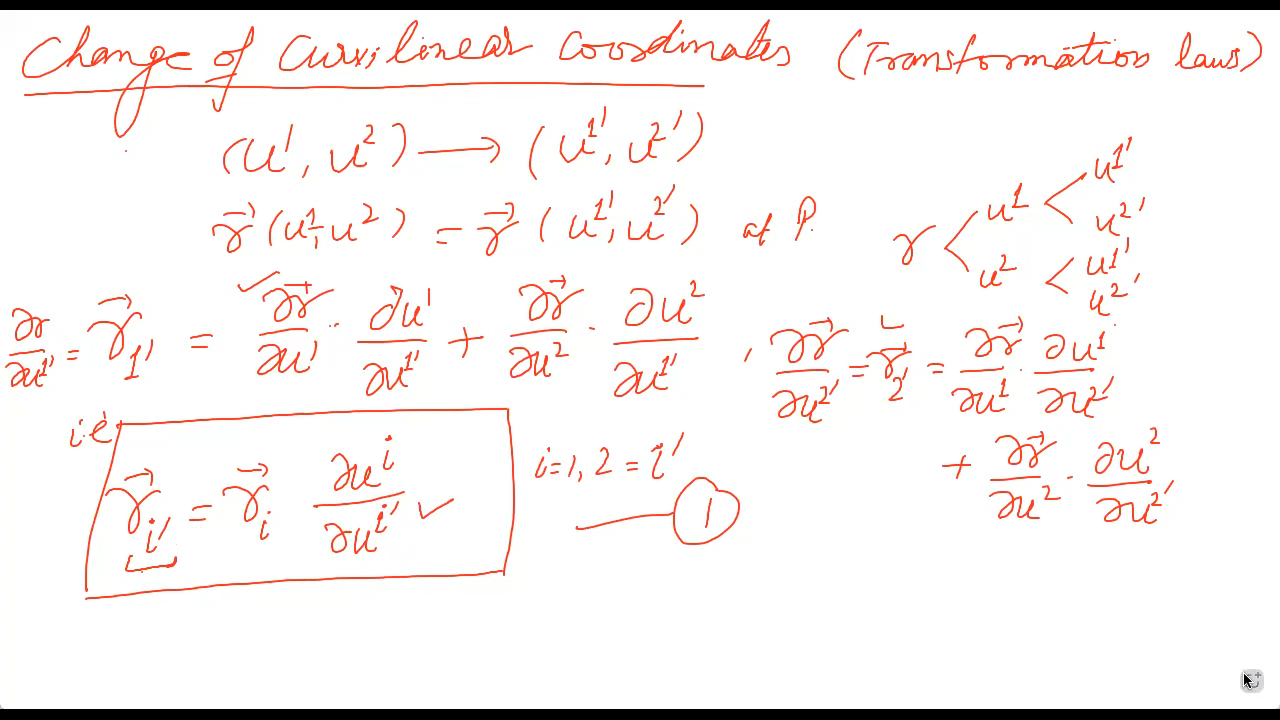 Change of Curvilinear Coordinates (Transformation laws)
(u¹, u²) ⟶ (u¹′, u²′)
r⃗ (u¹, u²) = r⃗ (u¹′, u²′) at P.
r < u¹ < u¹′ u²′
u² < u¹′ u²′
∂r/∂u¹′ = r⃗₁′ = ∂r⃗/∂u¹ · ∂u¹/∂u¹′ + ∂r⃗/∂u² · ∂u²/∂u¹′ , ∂r⃗/∂u²′ = r⃗₂′ = ∂r⃗/∂u¹ · ∂u¹/∂u²′
+ ∂r⃗/∂u² · ∂u²/∂u²′
i.e
r⃗ᵢ′ = r⃗ᵢ ∂uⁱ/∂uⁱ′ ✓ i=1, 2 = i′
— ①